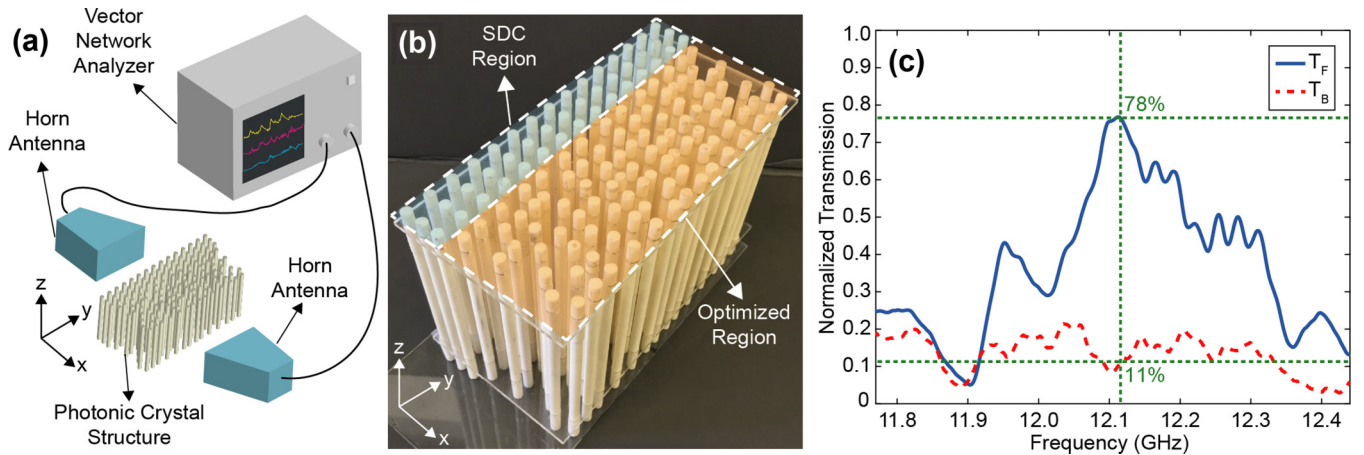 (a)
Vector
Network
Analyzer
Horn
Antenna
z
y
x
Horn
Antenna
Photonic Crystal
Structure
(b)
SDC
Region
Optimized
Region
z
y
x
(c)
Normalized Transmission
1.0
0.9
0.8
0.7
0.6
0.5
0.4
0.3
0.2
0.1
0
T_F
T_B
78%
11%
11.8 11.9 12.0 12.1 12.2 12.3 12.4
Frequency (GHz)